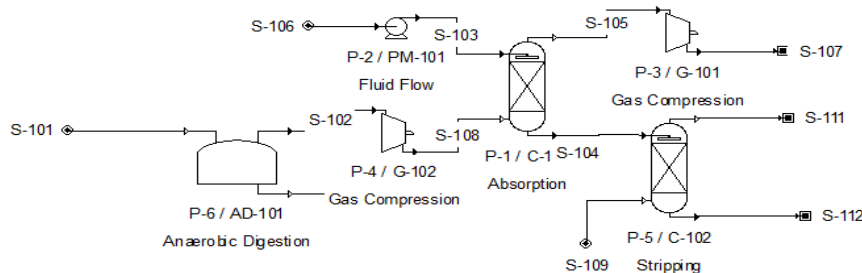 S-106
S-103
P-2 / PM-101
Fluid Flow
S-105
P-3 / G-101
Gas Compression
S-107
S-101
S-102
S-108
P-4 / G-102
Gas Compression
P-1 / C-1
Absorption
S-104
S-111
P-6 / AD-101
Anaerobic Digestion
S-109
P-5 / C-102
Stripping
S-112